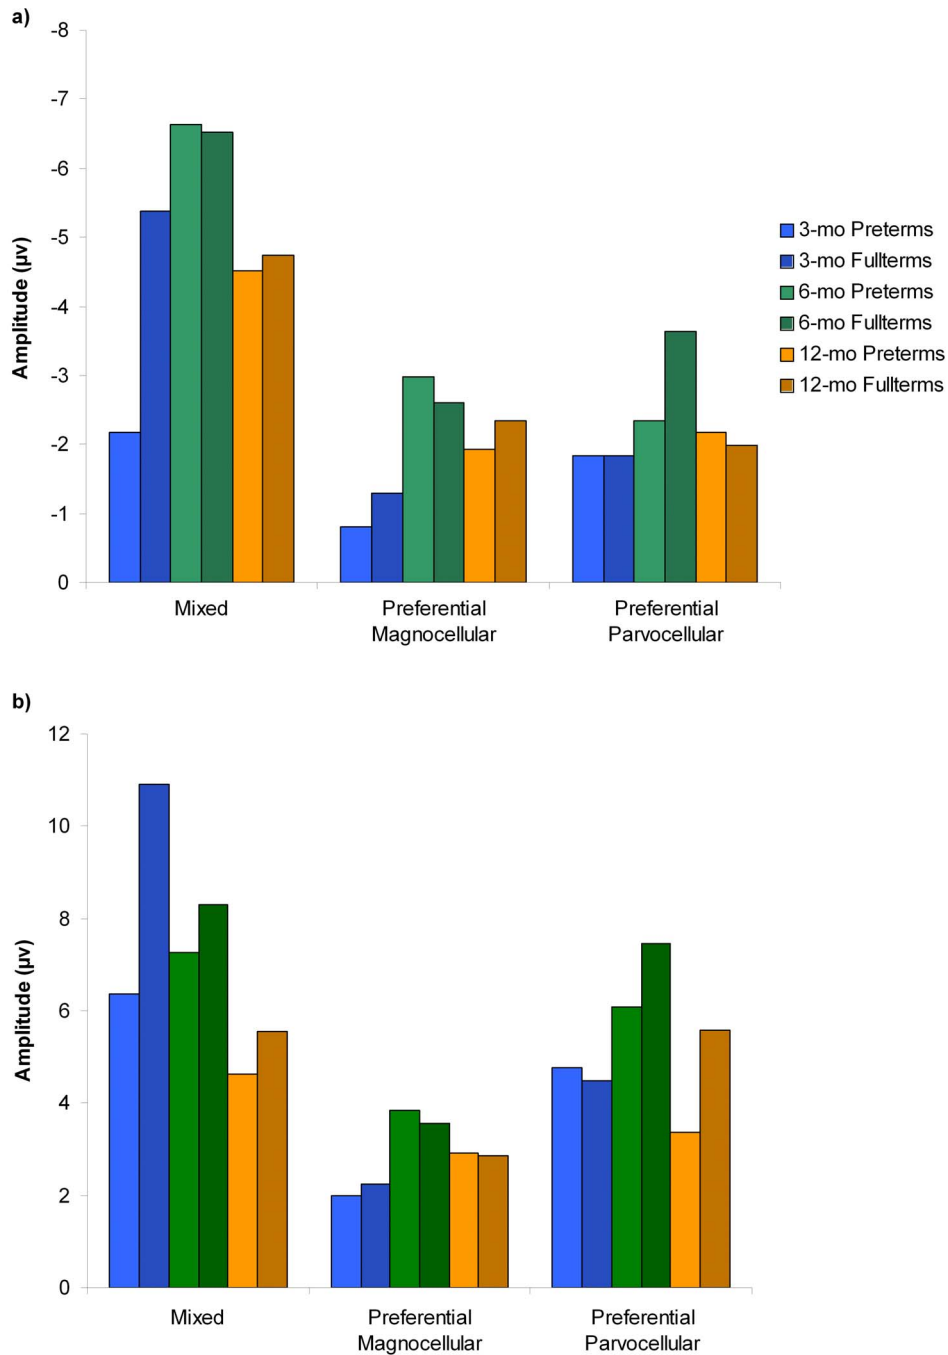 a)
-8
-7
-6
-5
-4
-3
-2
-1
0
Amplitude (µv)
Mixed
Preferential
Magnocellular
Preferential
Parvocellular
3-mo Preterms
3-mo Fullterms
6-mo Preterms
6-mo Fullterms
12-mo Preterms
12-mo Fullterms
b)
12
10
8
6
4
2
0
Amplitude (µv)
Mixed
Preferential
Magnocellular
Preferential
Parvocellular